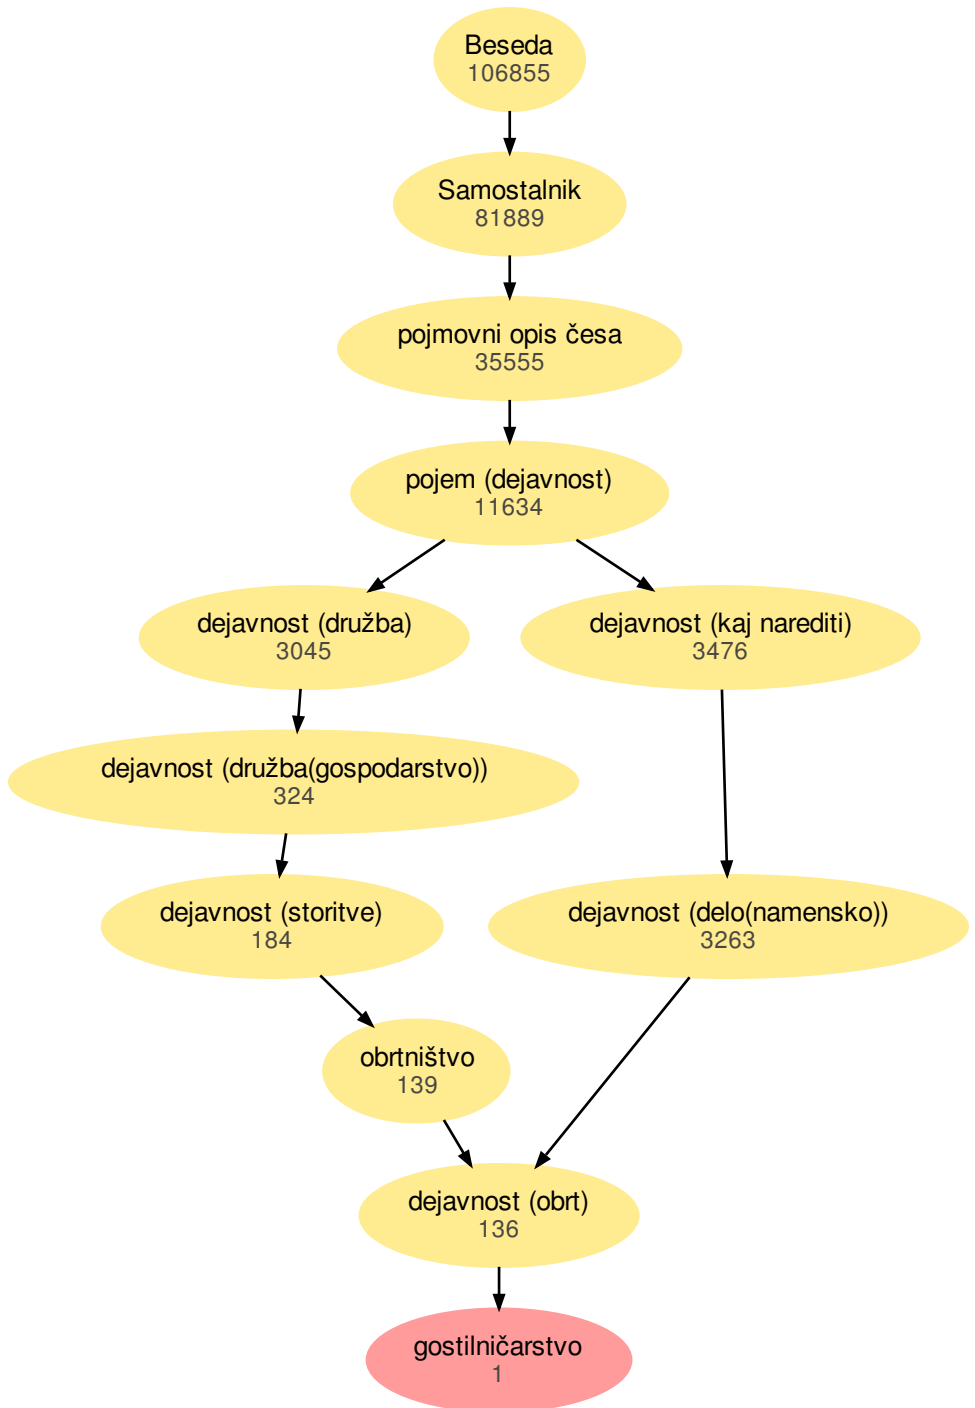 Beseda
106855
Samostalnik
81889
pojmovni opis česa
35555
pojem (dejavnost)
11634
dejavnost (družba)
3045
dejavnost (kaj narediti)
3476
dejavnost (družba(gospodarstvo))
324
dejavnost (storitve)
184
dejavnost (delo(namensko))
3263
obrtništvo
139
dejavnost (obrt)
136
gostilničarstvo
1